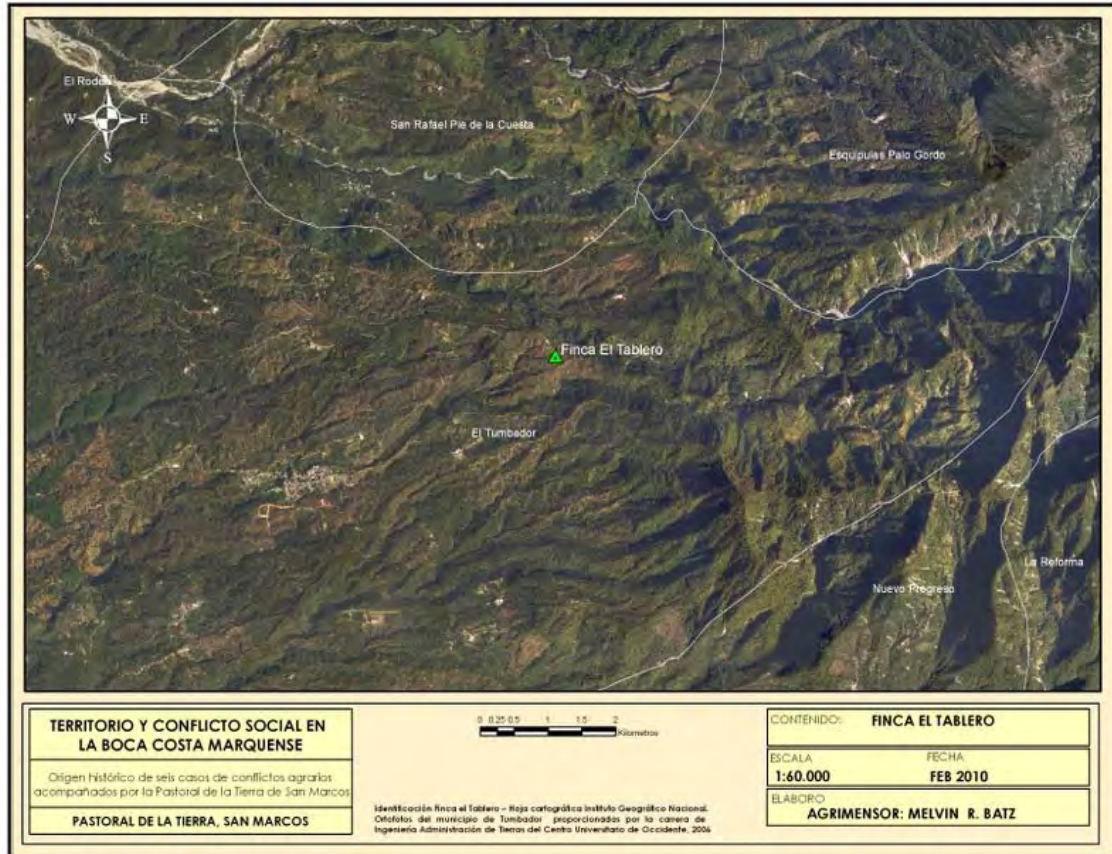 El Rodeo
W E
S
San Rafael Pie de la Cuesta
Esquipulas Palo Gordo
Finca El Tablero
El Tumbador
La Reforma
Nuevo Pregreso
TERRITORIO Y CONFLICTO SOCIAL EN
LA BOCA COSTA MARQUENSE
Origen histórico de seis casos de conflictos agrarios
acompañados por la Pastoral de la Tierra de San Marcos
PASTORAL DE LA TIERRA, SAN MARCOS
0 0.25 0.5 1 1.5 2
Kilometros
Identificación Finca el Tablero – Hoja cartográfica Instituto Geográfico Nacional.
Ortofotos del municipio de Tumbador proporcionados por la carrera de
Ingeniería Administración de Tierras del Centro Universitario de Occidente, 2006
CONTENIDO: FINCA EL TABLERO
ESCALA FECHA
1:60.000 FEB 2010
ELABORO
AGRIMENSOR: MELVIN R. BATZ